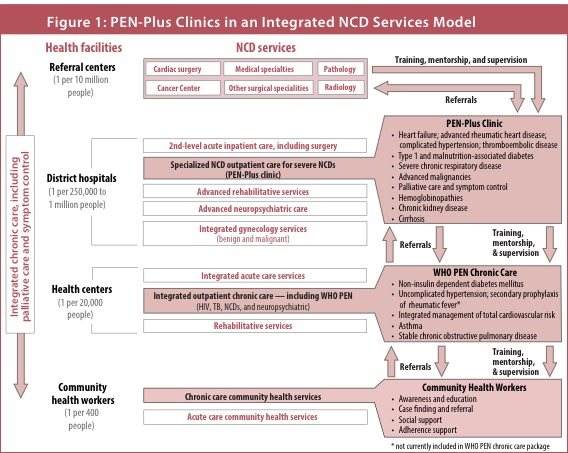 Figure 1: PEN-Plus Clinics in an Integrated NCD Services Model
Health facilities
NCD services
Integrated chronic care, including
palliative care and symptom control
Referral centers
(1 per 10 million
people)
Cardiac surgery
Medical specialties
Pathology
Cancer Center
Other surgical specialities
Radiology
Training, mentorship, and supervision
Referrals
District hospitals
(1 per 250,000 to
1 million people)
2nd-level acute inpatient care, including surgery
Specialized NCD outpatient care for severe NCDs
(PEN-Plus clinic)
Advanced rehabilitative services
Advanced neuropsychiatric care
Integrated gynecology services
(benign and malignant)
PEN-Plus Clinic
• Heart failure; advanced rheumatic heart disease;
complicated hypertension; thromboembolic disease
• Type 1 and malnutrition-associated diabetes
• Severe chronic respiratory disease
• Advanced malignancies
• Palliative care and symptom control
• Hemoglobinopathies
• Chronic kidney disease
• Cirrhosis
Referrals
Training,
mentorship,
& supervision
Health centers
(1 per 20,000
people)
Integrated acute care services
Integrated outpatient chronic care — including WHO PEN
(HIV, TB, NCDs, and neuropsychiatric)
Rehabilitative services
WHO PEN Chronic Care
• Non-insulin dependent diabetes mellitus
• Uncomplicated hypertension; secondary prophylaxis
of rheumatic fever*
• Integrated management of total cardiovascular risk
• Asthma
• Stable chronic obstructive pulmonary disease
Referrals
Training,
mentorship,
& supervision
Community
health workers
(1 per 400
people)
Chronic care community health services
Acute care community health services
Community Health Workers
• Awareness and education
• Case finding and referral
• Social support
• Adherence support
* not currently included in WHO PEN chronic care package